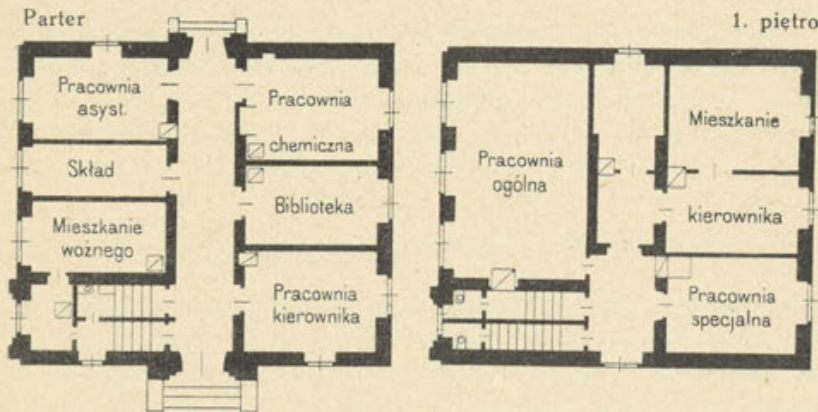 Parter
1. piętro
Pracownia
asyst.
Skład
Mieszkanie
woźnego
Pracownia
chemiczna
Biblioteka
Pracownia
kierownika
Pracownia
ogólna
Mieszkanie
kierownika
Pracownia
specjalna